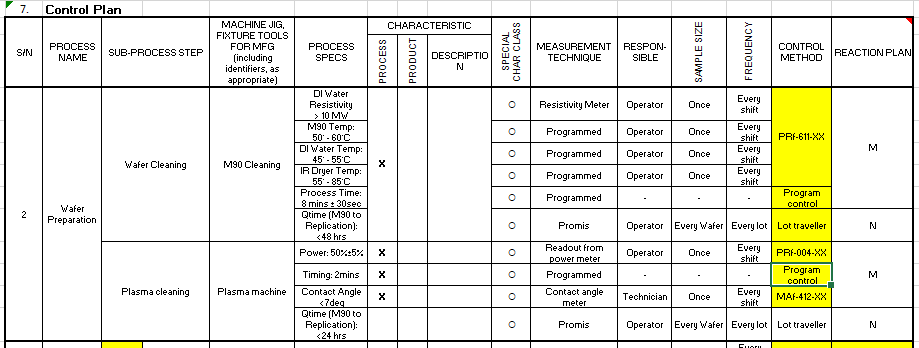 7. Control Plan
S/N
PROCESS
NAME
SUB-PROCESS STEP
MACHINE JIG,
FIXTURE TOOLS
FOR MFG
(including
identifiers, as
appropriate)
PROCESS
SPECS
CHARACTERISTIC
PROCESS
PRODUCT
DESCRIPTIO
N
SPECIAL
CHAR CLASS
MEASUREMENT
TECHNIQUE
RESPON-
SIBLE
SAMPLE SIZE
FREQUENCY
CONTROL
METHOD
REACTION PLAN
2
Wafer
Preparation
Wafer Cleaning
M90 Cleaning
DI Water
Resistivity
> 10 MW
X
O
Resistivity Meter
Operator
Once
Every
shift
PRf-611-XX
M
M90 Temp:
50˚ - 60˚C
O
Programmed
Operator
Once
Every
shift
DI Water Temp:
45˚ - 55˚C
O
Programmed
Operator
Once
Every
shift
IR Dryer Temp:
55˚ - 85˚C
O
Programmed
Operator
Once
Every
shift
Process Time:
8 mins ± 30sec
O
Programmed
-
-
-
Program
control
Qtime (M90 to
Replication):
<48 hrs
O
Promis
Operator
Every Wafer
Every lot
Lot traveller
N
Plasma cleaning
Plasma machine
Power: 50%±5%
X
O
Readout from
power meter
Operator
Once
Every
shift
PRf-004-XX
M
Timing: 2mins
X
O
Programmed
-
-
-
Program
control
Contact Angle
<7deg
X
O
Contact angle
meter
Technician
Once
Every
shift
MAf-412-XX
Qtime (M90 to
Replication):
<24 hrs
O
Promis
Operator
Every Wafer
Every lot
Lot traveller
N
Every